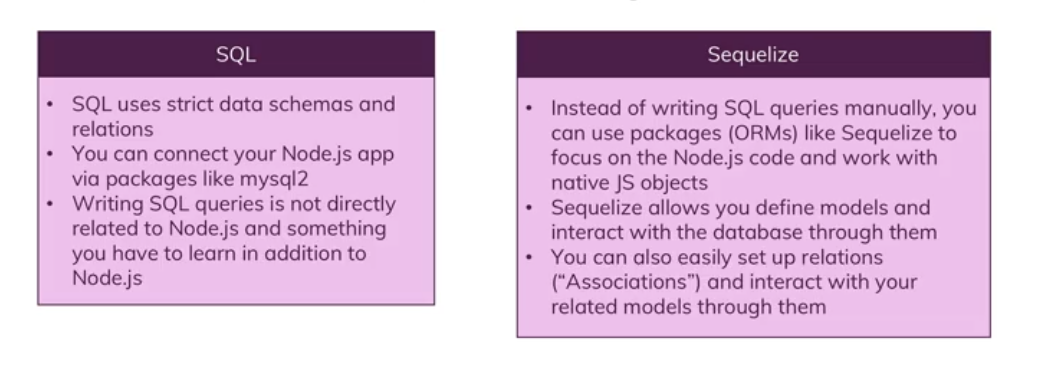 SQL
• SQL uses strict data schemas and
relations
• You can connect your Node.js app
via packages like mysql2
• Writing SQL queries is not directly
related to Node.js and something
you have to learn in addition to
Node.js
Sequelize
• Instead of writing SQL queries manually, you
can use packages (ORMs) like Sequelize to
focus on the Node.js code and work with
native JS objects
• Sequelize allows you define models and
interact with the database through them
• You can also easily set up relations
(“Associations”) and interact with your
related models through them